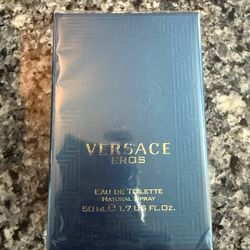 VERSACE
EROS
EAU DE TOILETTE
NATURAL SPRAY
50 ML e 1.7 US FL.OZ.